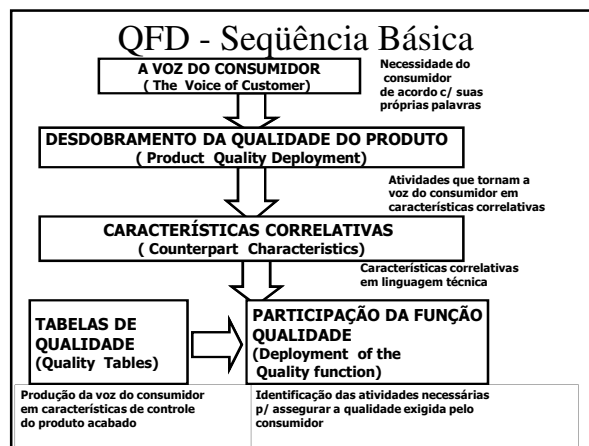 QFD - Seqüência Básica
A VOZ DO CONSUMIDOR
( The Voice of Customer)
Necessidade do
consumidor
de acordo c/ suas
próprias palavras
DESDOBRAMENTO DA QUALIDADE DO PRODUTO
( Product Quality Deployment)
Atividades que tornam a
voz do consumidor em
características correlativas
CARACTERÍSTICAS CORRELATIVAS
( Counterpart Characteristics)
Características correlativas
em linguagem técnica
TABELAS DE
QUALIDADE
(Quality Tables)
PARTICIPAÇÃO DA FUNÇÃO
QUALIDADE
(Deployment of the
Quality function)
Produção da voz do consumidor
em características de controle
do produto acabado
Identificação das atividades necessárias
p/ assegurar a qualidade exigida pelo
consumidor